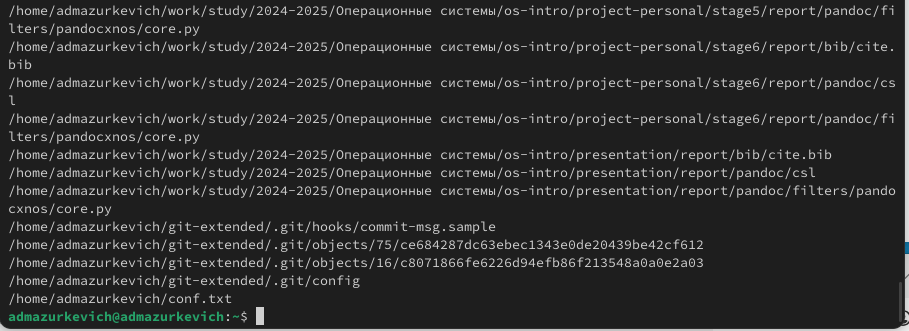 /home/admazurkevich/work/study/2024-2025/Операционные системы/os-intro/project-personal/stage5/report/pandoc/fi
lters/pandocxnos/core.py
/home/admazurkevich/work/study/2024-2025/Операционные системы/os-intro/project-personal/stage6/report/bib/cite.
bib
/home/admazurkevich/work/study/2024-2025/Операционные системы/os-intro/project-personal/stage6/report/pandoc/cs
l
/home/admazurkevich/work/study/2024-2025/Операционные системы/os-intro/project-personal/stage6/report/pandoc/fi
lters/pandocxnos/core.py
/home/admazurkevich/work/study/2024-2025/Операционные системы/os-intro/presentation/report/bib/cite.bib
/home/admazurkevich/work/study/2024-2025/Операционные системы/os-intro/presentation/report/pandoc/csl
/home/admazurkevich/work/study/2024-2025/Операционные системы/os-intro/presentation/report/pandoc/filters/pando
cxnos/core.py
/home/admazurkevich/git-extended/.git/hooks/commit-msg.sample
/home/admazurkevich/git-extended/.git/objects/75/ce684287dc63ebec1343e0de20439be42cf612
/home/admazurkevich/git-extended/.git/objects/16/c8071866fe6226d94efb86f213548a0a0e2a03
/home/admazurkevich/git-extended/.git/config
/home/admazurkevich/conf.txt
admazurkevich@admazurkevich:~$